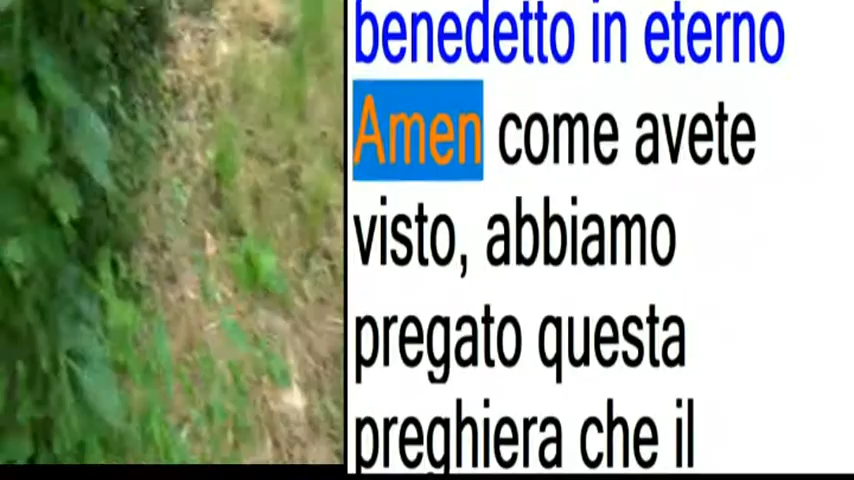 benedetto in eterno
Amen come avete
visto, abbiamo
pregato questa
preghiera che il